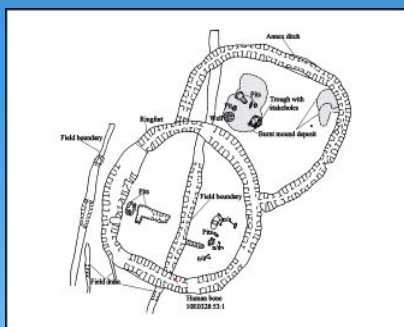 Annex ditch
Pits
Pit
Trough with
stakeholes
Well
Ringfort
Burnt mound deposit
Field boundary
Pits
Field boundary
Pits
Field drain
Human bone